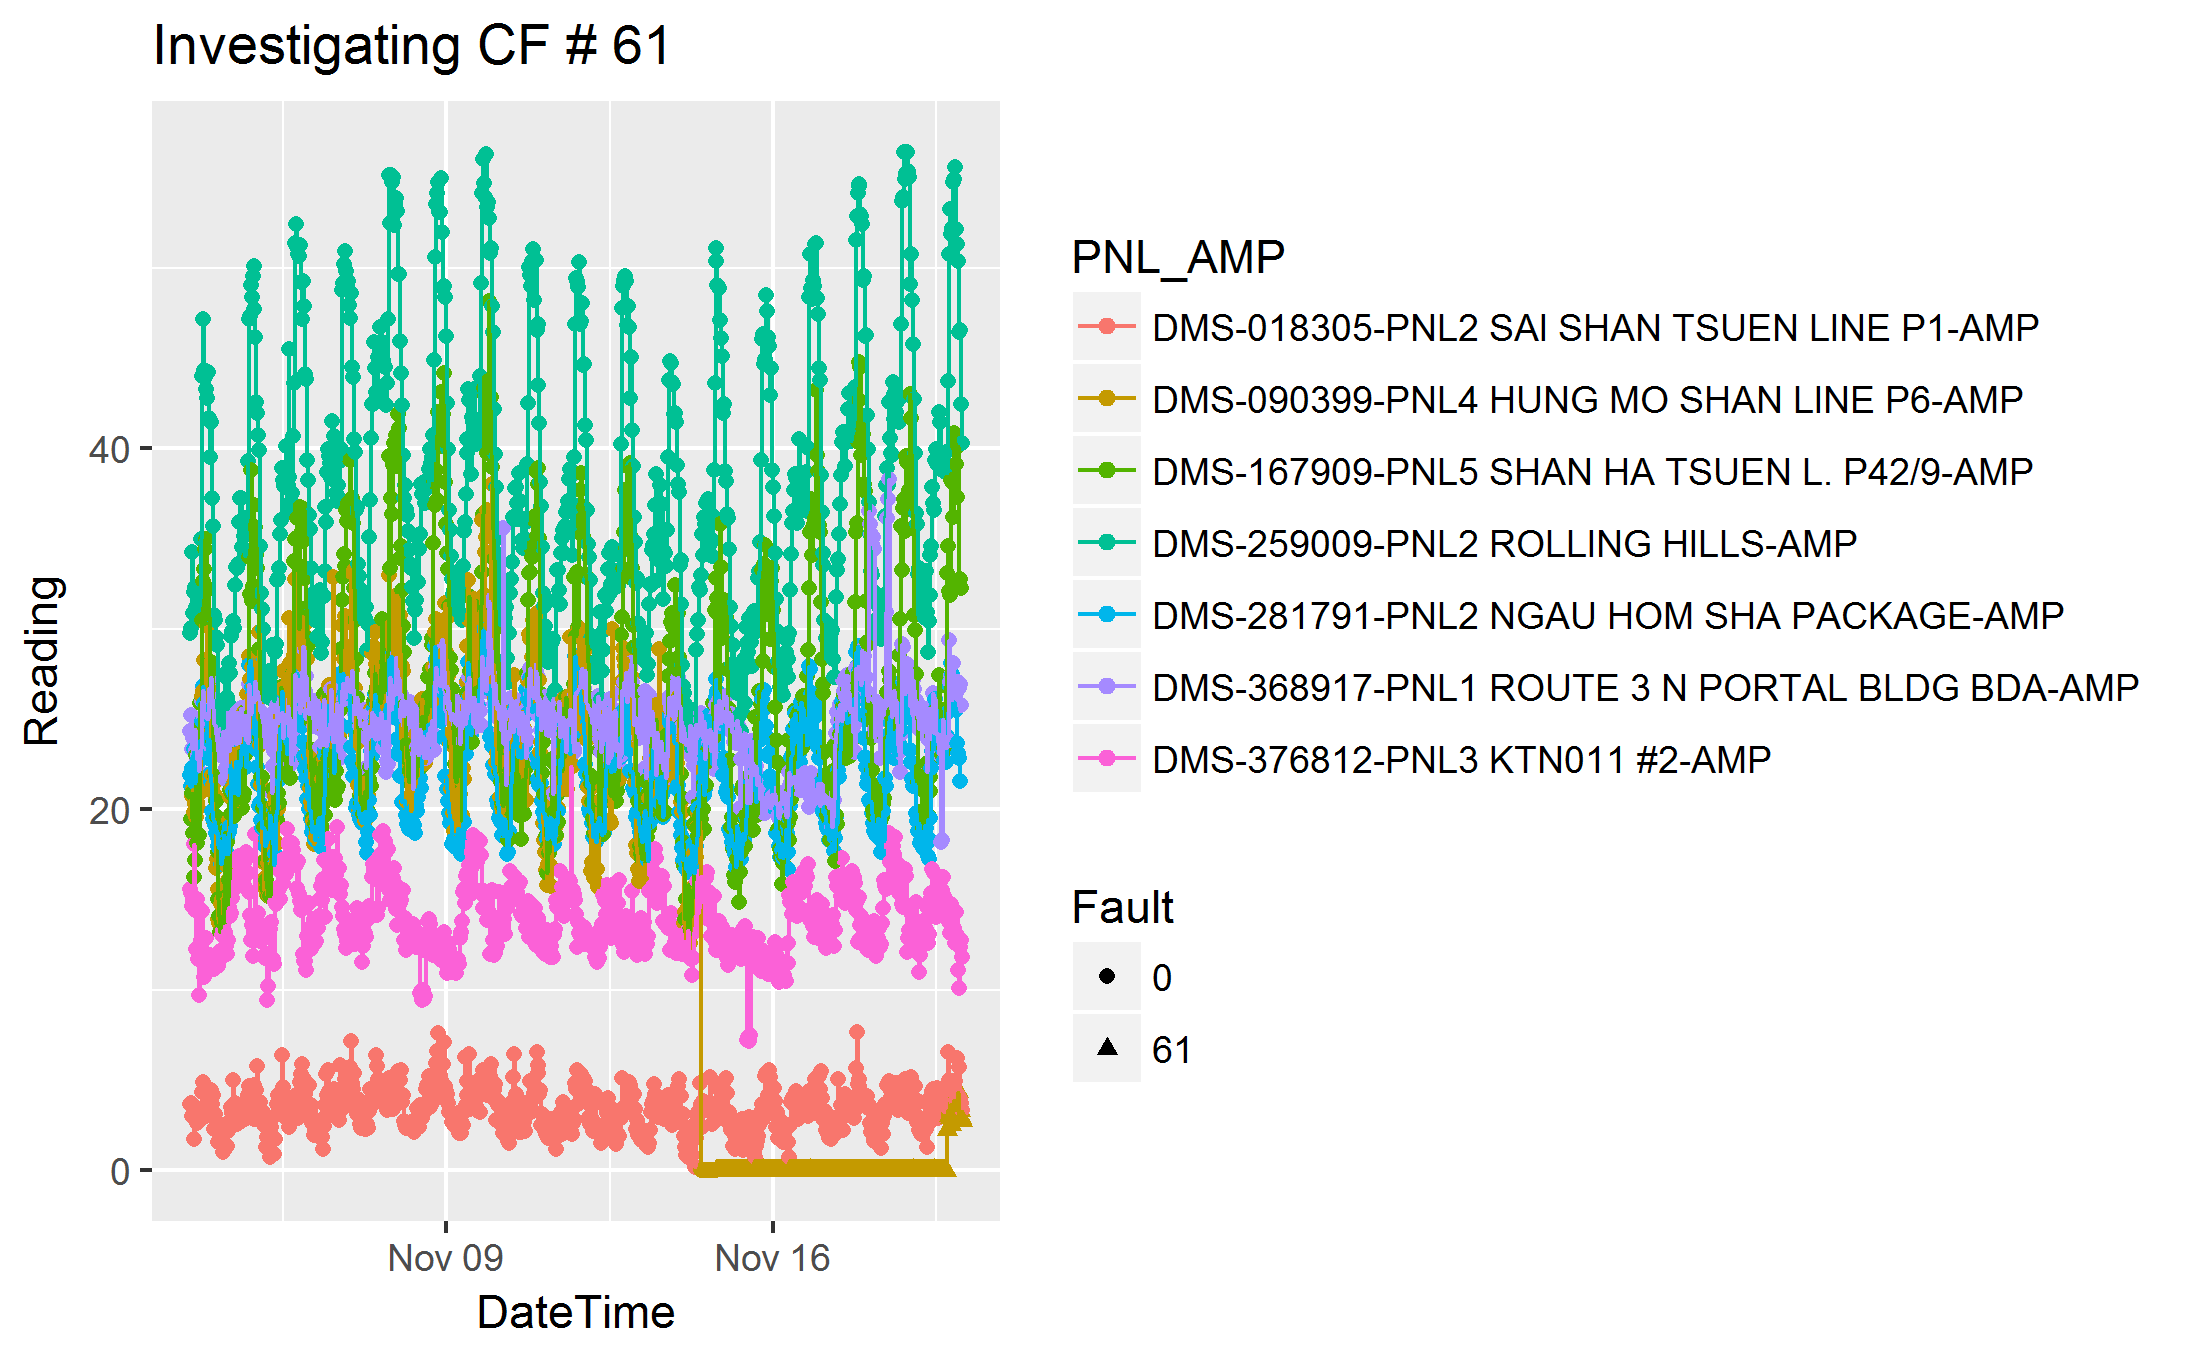 Investigating CF # 61
Reading
40
20
0
Nov 09
Nov 16
DateTime
PNL_AMP
DMS-018305-PNL2 SAI SHAN TSUEN LINE P1-AMP
DMS-090399-PNL4 HUNG MO SHAN LINE P6-AMP
DMS-167909-PNL5 SHAN HA TSUEN L. P42/9-AMP
DMS-259009-PNL2 ROLLING HILLS-AMP
DMS-281791-PNL2 NGAU HOM SHA PACKAGE-AMP
DMS-368917-PNL1 ROUTE 3 N PORTAL BLDG BDA-AMP
DMS-376812-PNL3 KTN011 #2-AMP
Fault
0
61